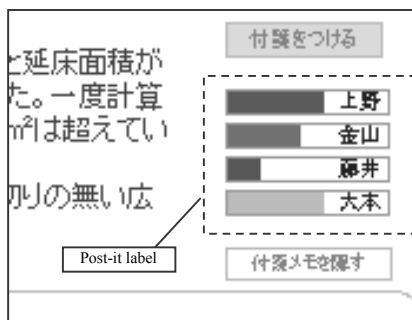 付箋をつける
と延床面積が
た。一度計算
m²は超えてい
切りの無い広
上野
金山
藤井
大本
Post-it label
付箋メモを隠す